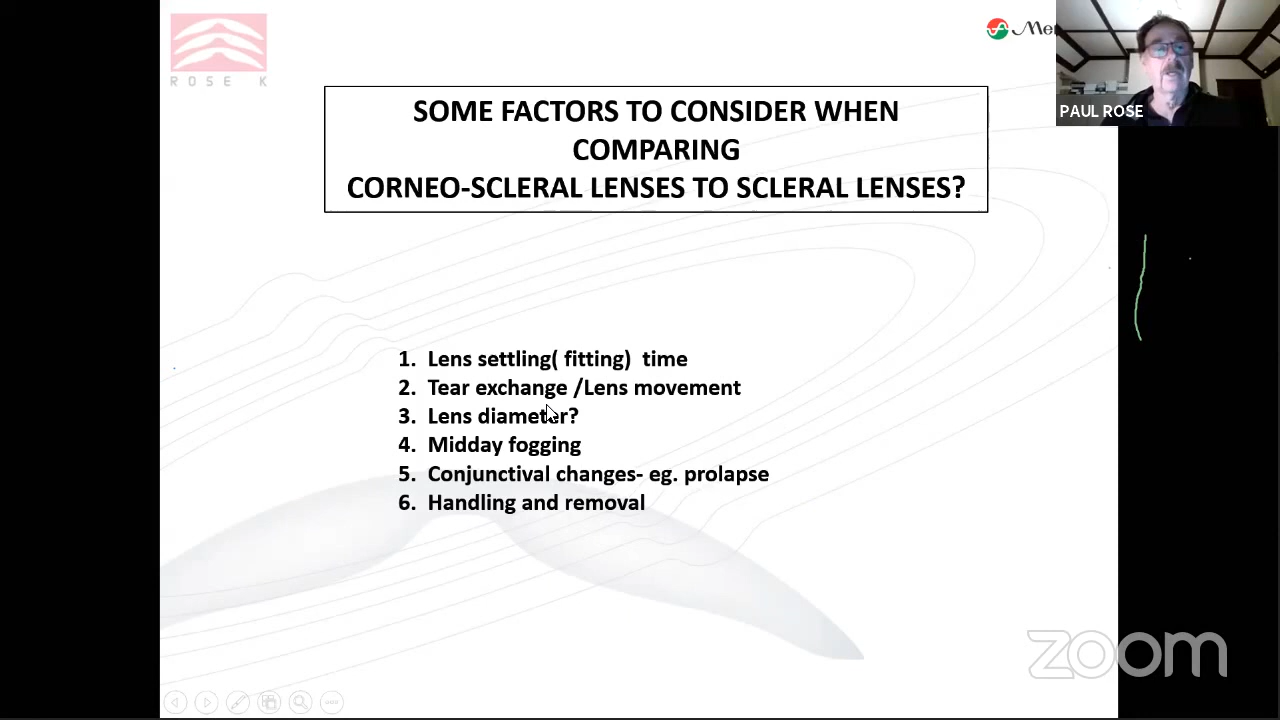 ROSE K
PAUL ROSE
SOME FACTORS TO CONSIDER WHEN
COMPARING
CORNEO-SCLERAL LENSES TO SCLERAL LENSES?
1. Lens settling( fitting) time
2. Tear exchange /Lens movement
3. Lens diameter?
4. Midday fogging
5. Conjunctival changes- eg. prolapse
6. Handling and removal
zoom